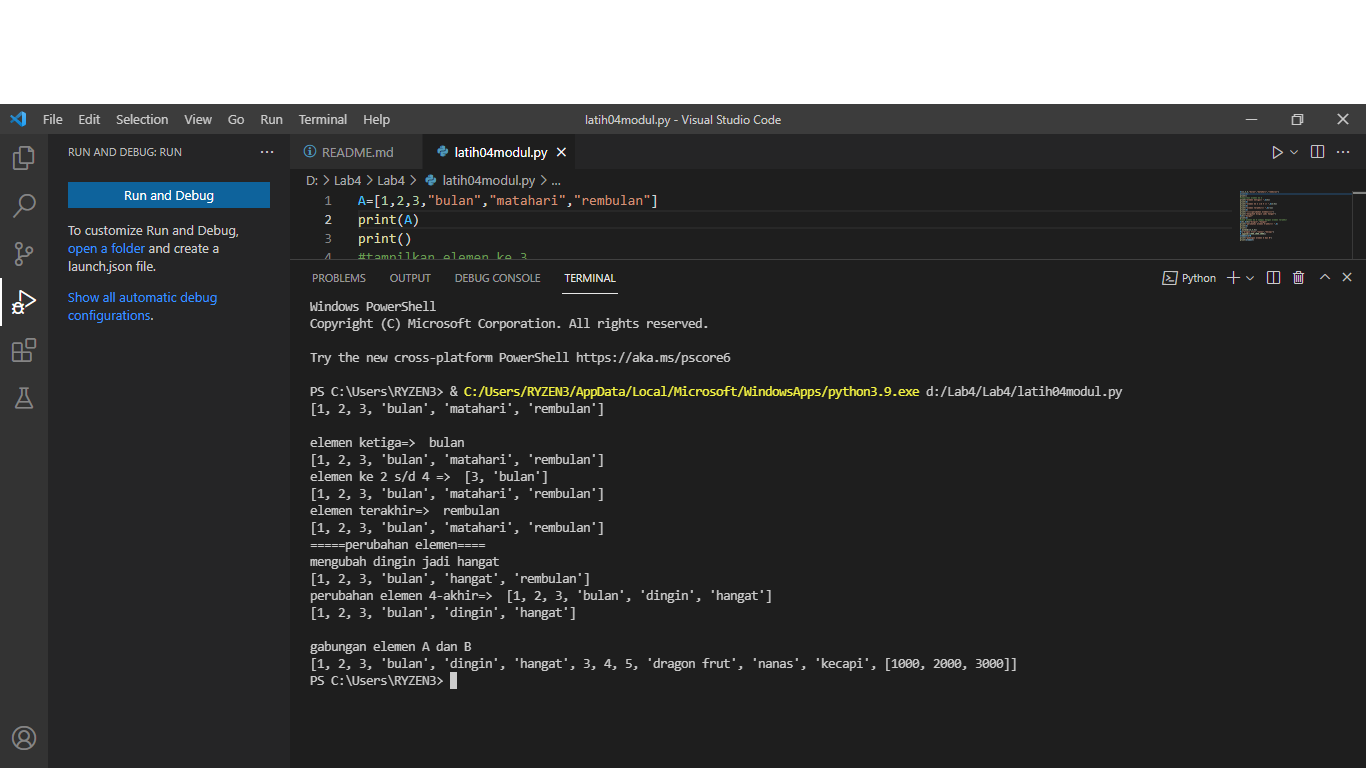 File Edit Selection View Go Run Terminal Help latih04modul.py - Visual Studio Code
RUN AND DEBUG: RUN ...
README.md latih04modul.py
Run and Debug
D: > Lab4 > Lab4 > latih04modul.py > ...
To customize Run and Debug,
open a folder and create a
launch.json file.
Show all automatic debug
configurations.
1 A=[1,2,3,"bulan","matahari","rembulan"]
2 print(A)
3 print()
4 #tampilkan elemen ke 3
PROBLEMS OUTPUT DEBUG CONSOLE TERMINAL Python
Windows PowerShell
Copyright (C) Microsoft Corporation. All rights reserved.
Try the new cross-platform PowerShell https://aka.ms/pscore6
PS C:\Users\RYZEN3> & C:/Users/RYZEN3/AppData/Local/Microsoft/WindowsApps/python3.9.exe d:/Lab4/Lab4/latih04modul.py
[1, 2, 3, 'bulan', 'matahari', 'rembulan']
elemen ketiga=>  bulan
[1, 2, 3, 'bulan', 'matahari', 'rembulan']
elemen ke 2 s/d 4 =>  [3, 'bulan']
[1, 2, 3, 'bulan', 'matahari', 'rembulan']
elemen terakhir=>  rembulan
[1, 2, 3, 'bulan', 'matahari', 'rembulan']
=====perubahan elemen====
mengubah dingin jadi hangat
[1, 2, 3, 'bulan', 'hangat', 'rembulan']
perubahan elemen 4-akhir=>  [1, 2, 3, 'bulan', 'dingin', 'hangat']
[1, 2, 3, 'bulan', 'dingin', 'hangat']
gabungan elemen A dan B
[1, 2, 3, 'bulan', 'dingin', 'hangat', 3, 4, 5, 'dragon frut', 'nanas', 'kecapi', [1000, 2000, 3000]]
PS C:\Users\RYZEN3>